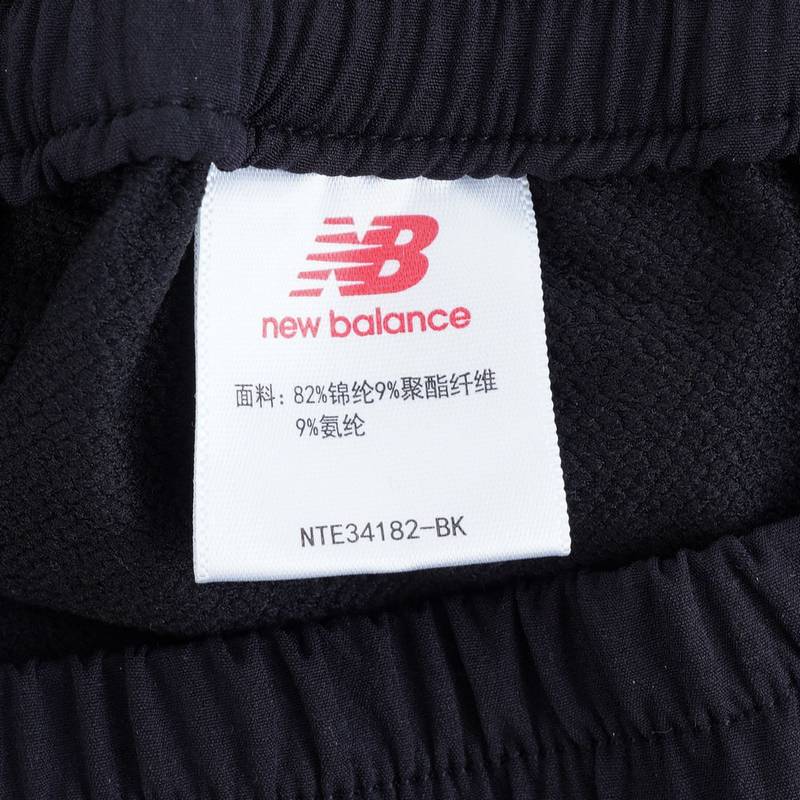 NB
new balance
面料: 82%锦纶9%聚酯纤维
9%氨纶
NTE34182-BK